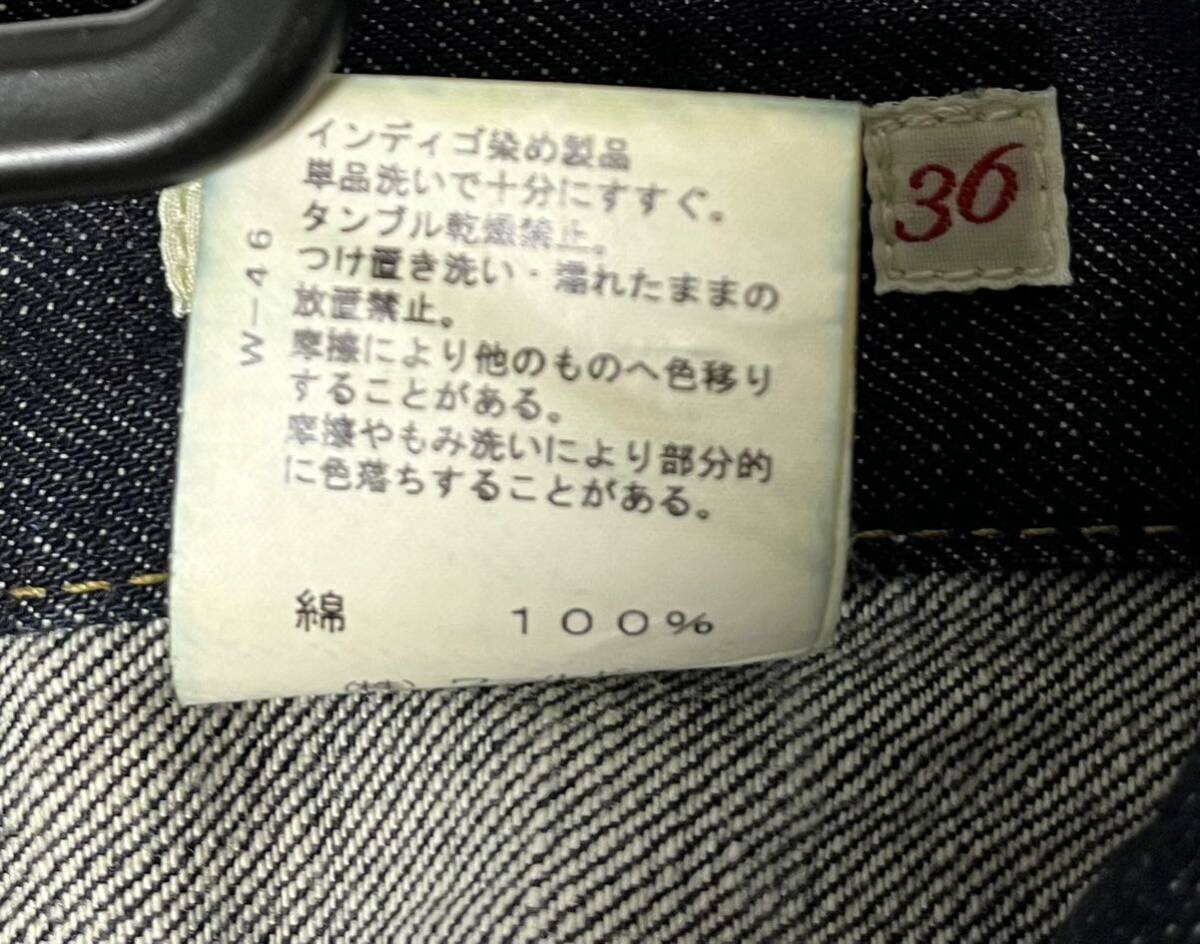 インディゴ染め製品
単品洗いで十分にすすぐ。
タンブル乾燥禁止。
つけ置き洗い・濡れたままの
放置禁止。
摩擦により他のものへ色移り
することがある。
摩擦やもみ洗いにより部分的
に色落ちすることがある。
綿 100%
W-46
36